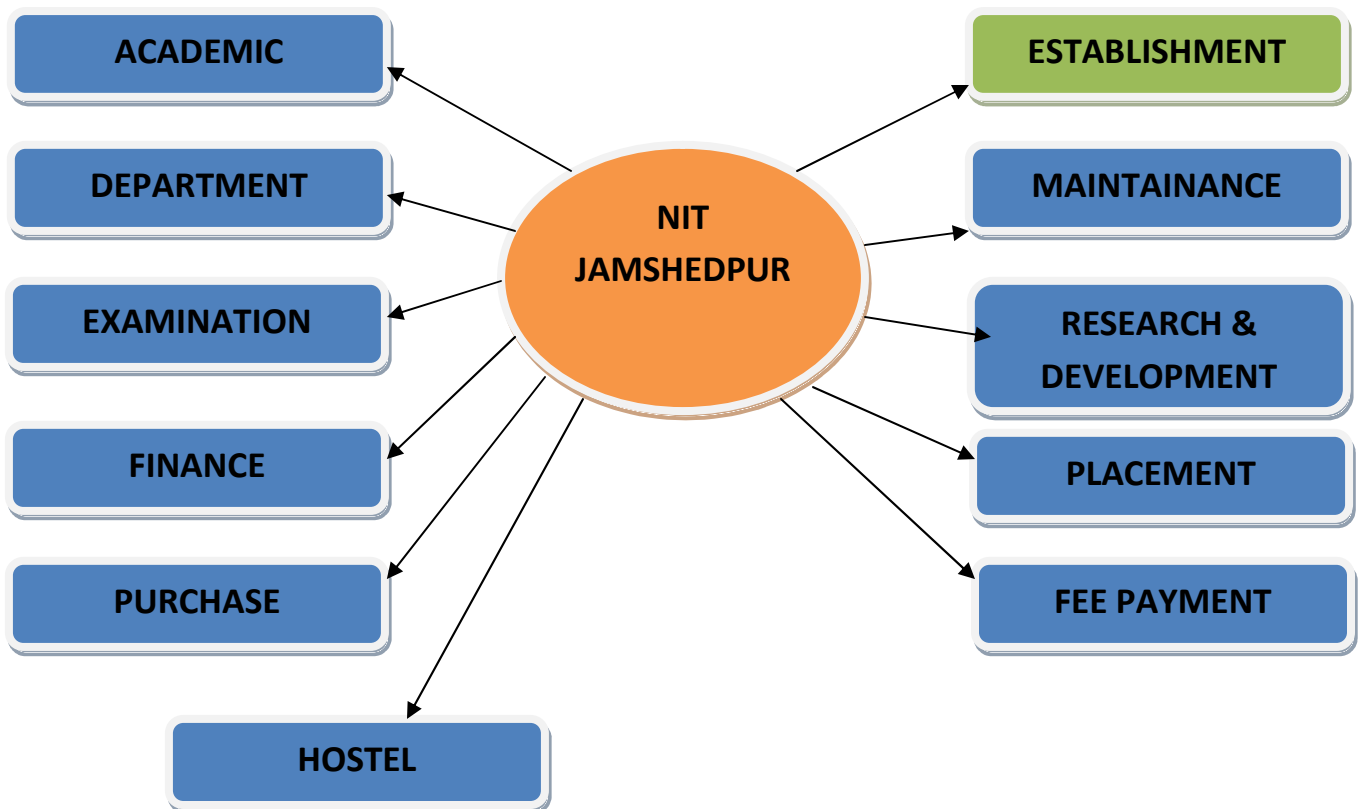 ACADEMIC
ESTABLISHMENT
DEPARTMENT
MAINTAINANCE
NIT
JAMSHEDPUR
EXAMINATION
RESEARCH &
DEVELOPMENT
FINANCE
PLACEMENT
PURCHASE
FEE PAYMENT
HOSTEL